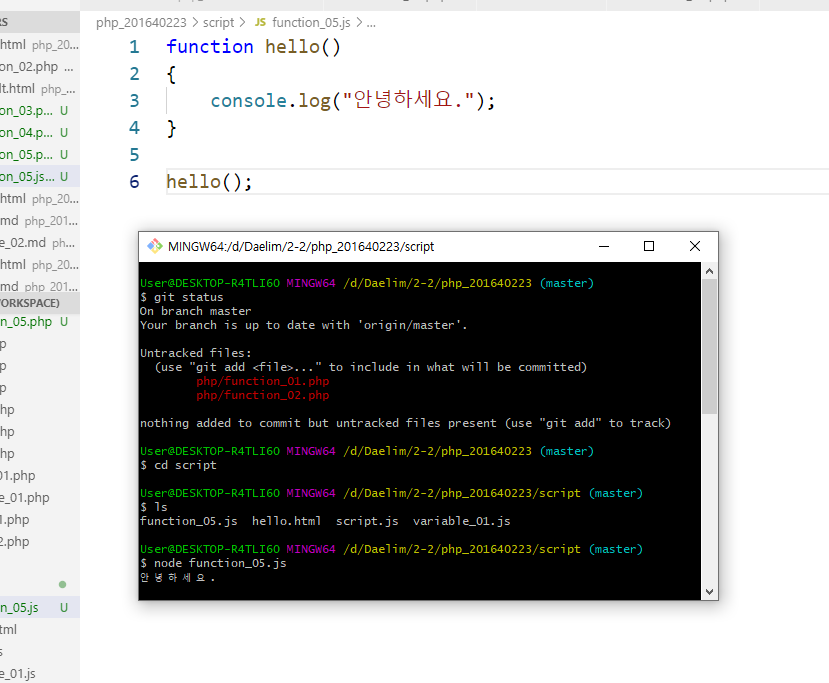 RS
html php_20...
on_02.php ...
lt.html php_...
on_03.p... U
on_04.p... U
on_05.p... U
on_05.js... U
html php_20...
md php_201...
e_02.md ph...
html php_20...
md php_201...
ORKSPACE)
n_05.php U
p
p
p
hp
hp
hp
01.php
e_01.php
1.php
2.php
n_05.js U
tml
s
e_01.js
php_201640223 > script > JS function_05.js > ...
1 function hello()
2 {
3 console.log("안녕하세요.");
4 }
5
6 hello();
MINGW64:/d/Daelim/2-2/php_201640223/script
User@DESKTOP-R4TLI6O MINGW64 /d/Daelim/2-2/php_201640223 (master)
$ git status
On branch master
Your branch is up to date with 'origin/master'.
Untracked files:
(use "git add <file>..." to include in what will be committed)
php/function_01.php
php/function_02.php
nothing added to commit but untracked files present (use "git add" to track)
User@DESKTOP-R4TLI6O MINGW64 /d/Daelim/2-2/php_201640223 (master)
$ cd script
User@DESKTOP-R4TLI6O MINGW64 /d/Daelim/2-2/php_201640223/script (master)
$ ls
function_05.js hello.html script.js variable_01.js
User@DESKTOP-R4TLI6O MINGW64 /d/Daelim/2-2/php_201640223/script (master)
$ node function_05.js
안녕하세요.